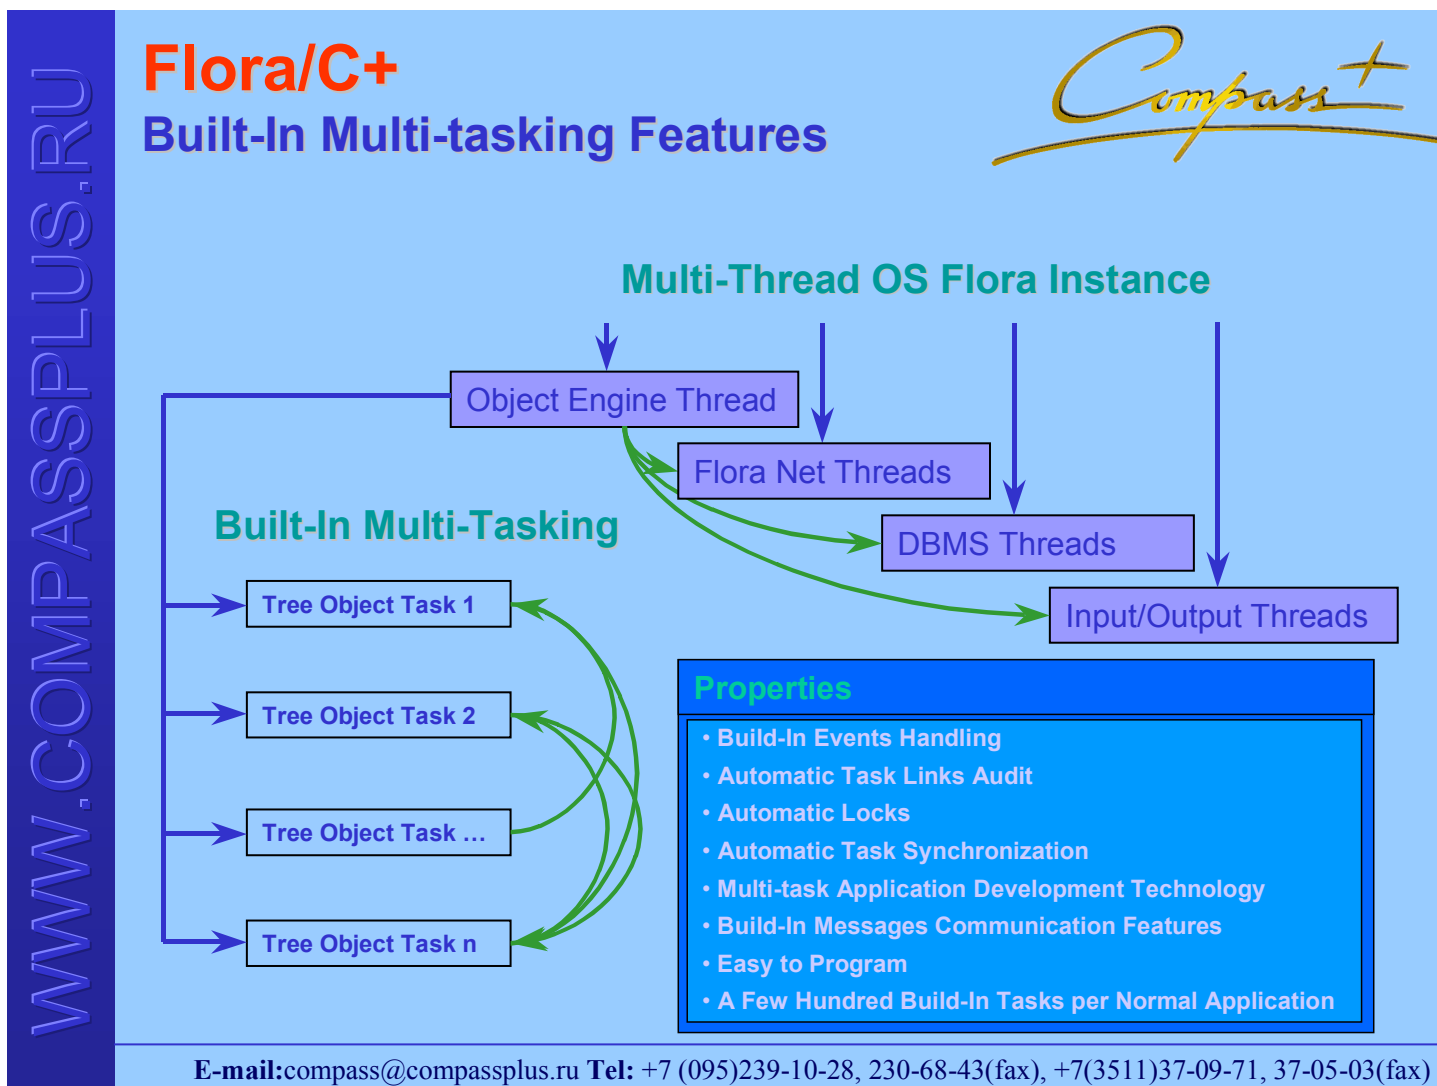 WWW.COMPASSPLUS.RU
Flora/C+
Built-In Multi-tasking Features
Compass+
Multi-Thread OS Flora Instance
Object Engine Thread
Flora Net Threads
DBMS Threads
Input/Output Threads
Built-In Multi-Tasking
Tree Object Task 1
Tree Object Task 2
Tree Object Task …
Tree Object Task n
Properties
• Build-In Events Handling
• Automatic Task Links Audit
• Automatic Locks
• Automatic Task Synchronization
• Multi-task Application Development Technology
• Build-In Messages Communication Features
• Easy to Program
• A Few Hundred Build-In Tasks per Normal Application
E-mail:compass@compassplus.ru Tel: +7 (095)239-10-28, 230-68-43(fax), +7(3511)37-09-71, 37-05-03(fax)